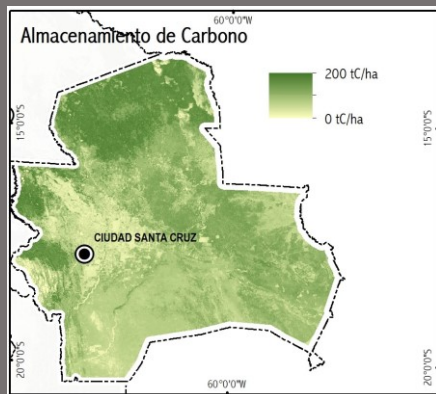 60°0'0"W
Almacenamiento de Carbono
200 tC/ha
0 tC/ha
15°0'0"S
15°0'0"S
CIUDAD SANTA CRUZ
20°0'0"S
20°0'0"S
60°0'0"W